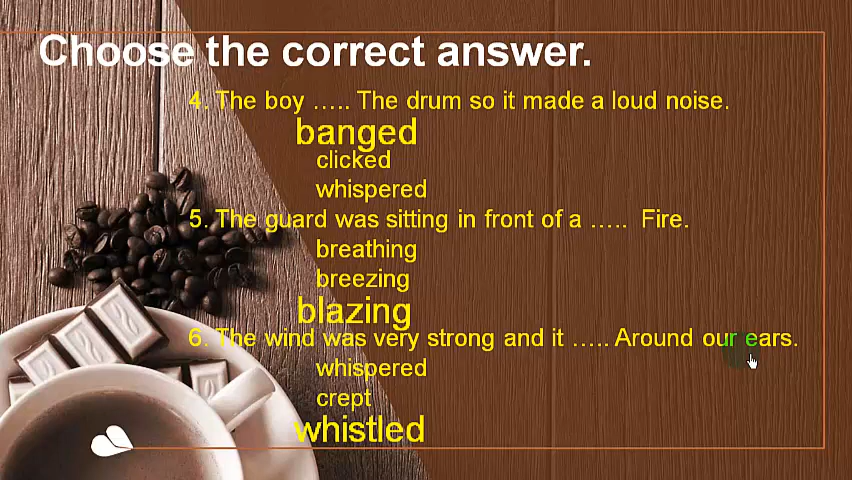 Choose the correct answer.
4. The boy ….. The drum so it made a loud noise.
banged
clicked
whispered
5. The guard was sitting in front of a ….. Fire.
breathing
breezing
blazing
6. The wind was very strong and it ….. Around our ears.
whispered
crept
whistled